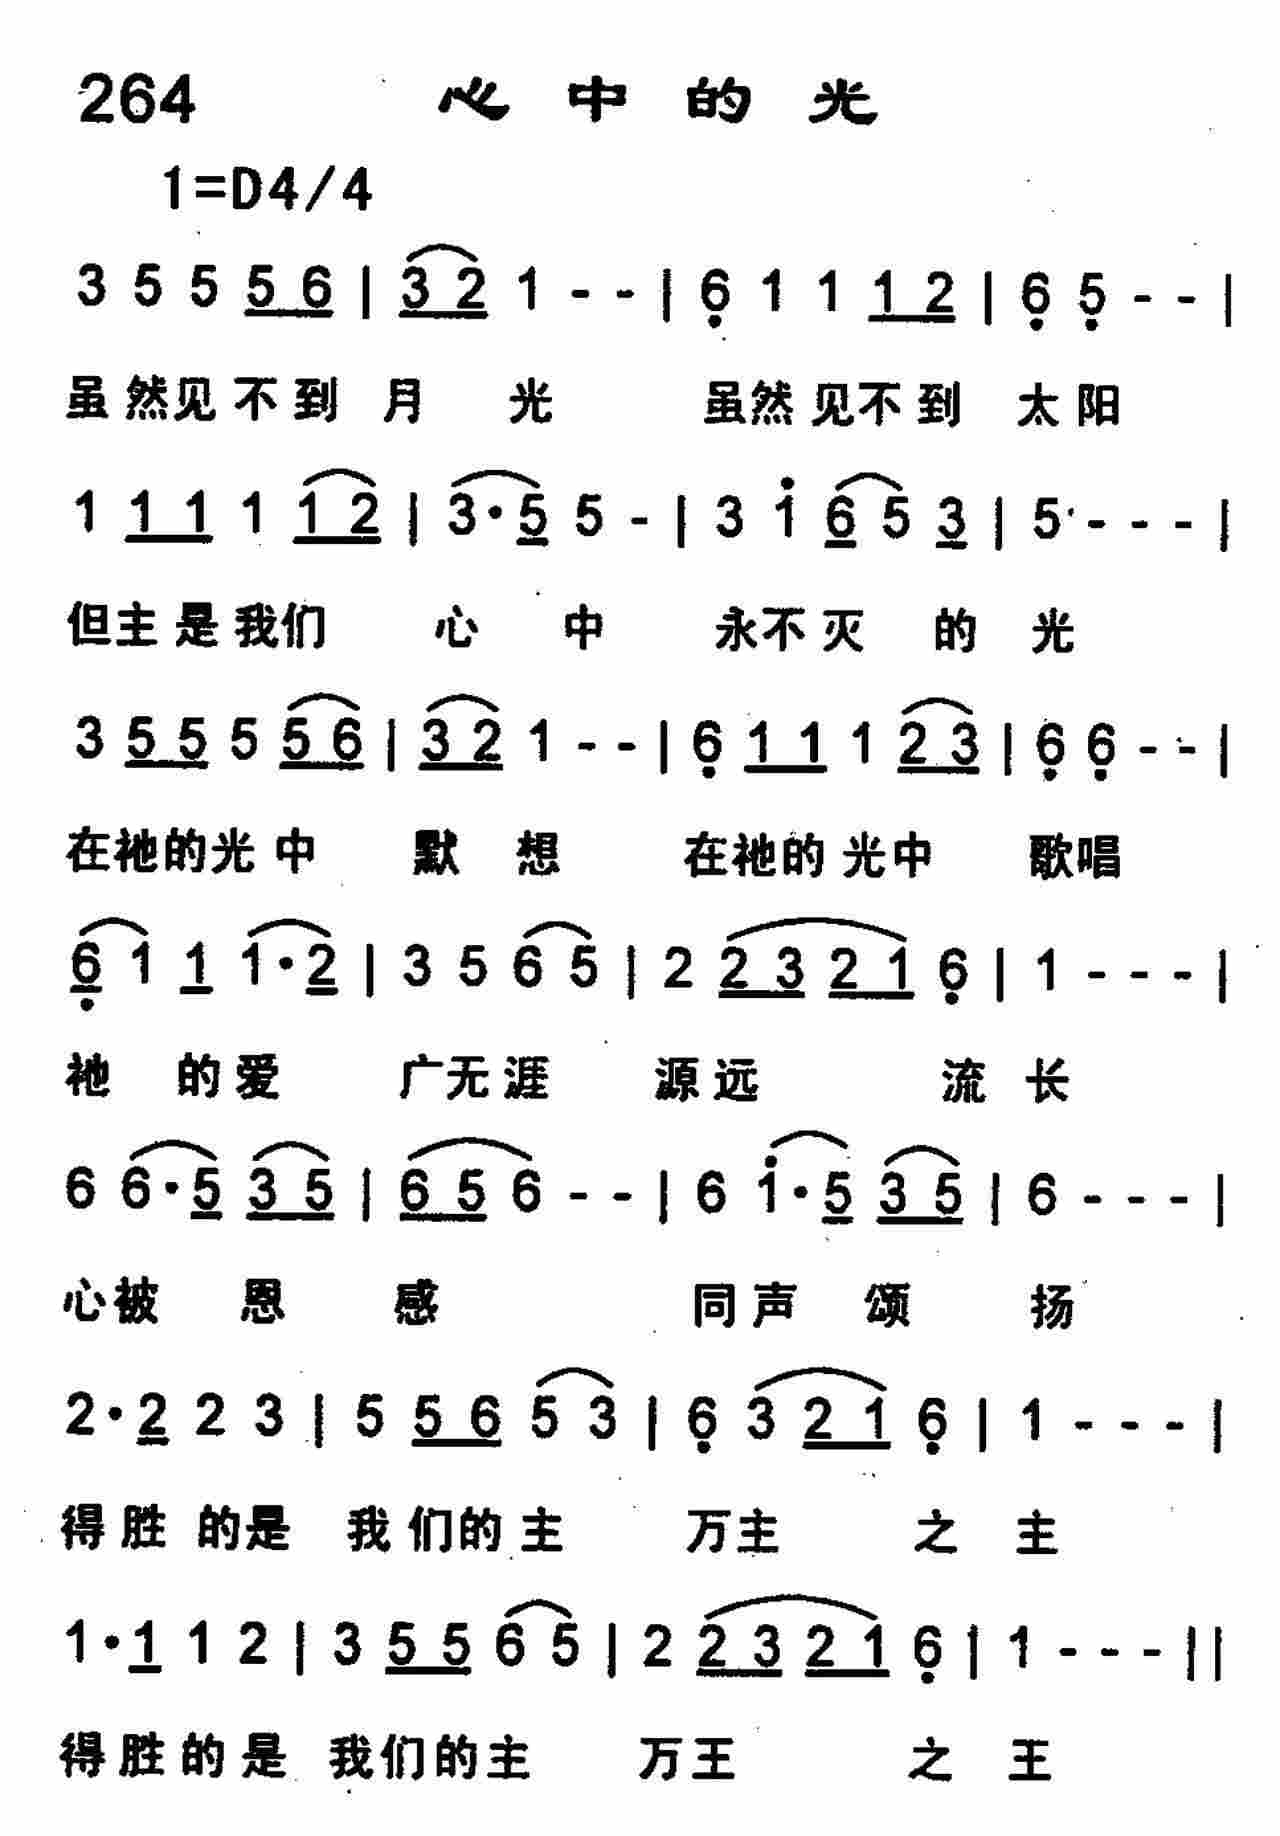 264 心中的光
1=D4/4
3 5 5 5 6 | 3 2 1 - - | 6 1 1 1 2 | 6 5 - - |
虽然见不到 月 光 虽然见不到 太阳
1 1 1 1 1 2 | 3 · 5 5 - | 3 1 6 5 3 | 5 - - - |
但主是我们 心 中 永不灭 的 光
3 5 5 5 5 6 | 3 2 1 - - | 6 1 1 1 2 3 | 6 6 - - |
在祂的光中 默 想 在祂的光中 歌唱
6 1 1 1 · 2 | 3 5 6 5 | 2 2 3 2 1 6 | 1 - - - |
祂 的爱 广无涯 源远 流长
6 6 · 5 3 5 | 6 5 6 - - | 6 1 · 5 3 5 | 6 - - - |
心被 恩 感 同声 颂 扬
2 · 2 2 3 | 5 5 6 5 3 | 6 3 2 1 6 | 1 - - - |
得胜的是 我们的主 万主 之主
1 · 1 1 2 | 3 5 5 6 5 | 2 2 3 2 1 6 | 1 - - - ||
得胜的是 我们的主 万王 之王